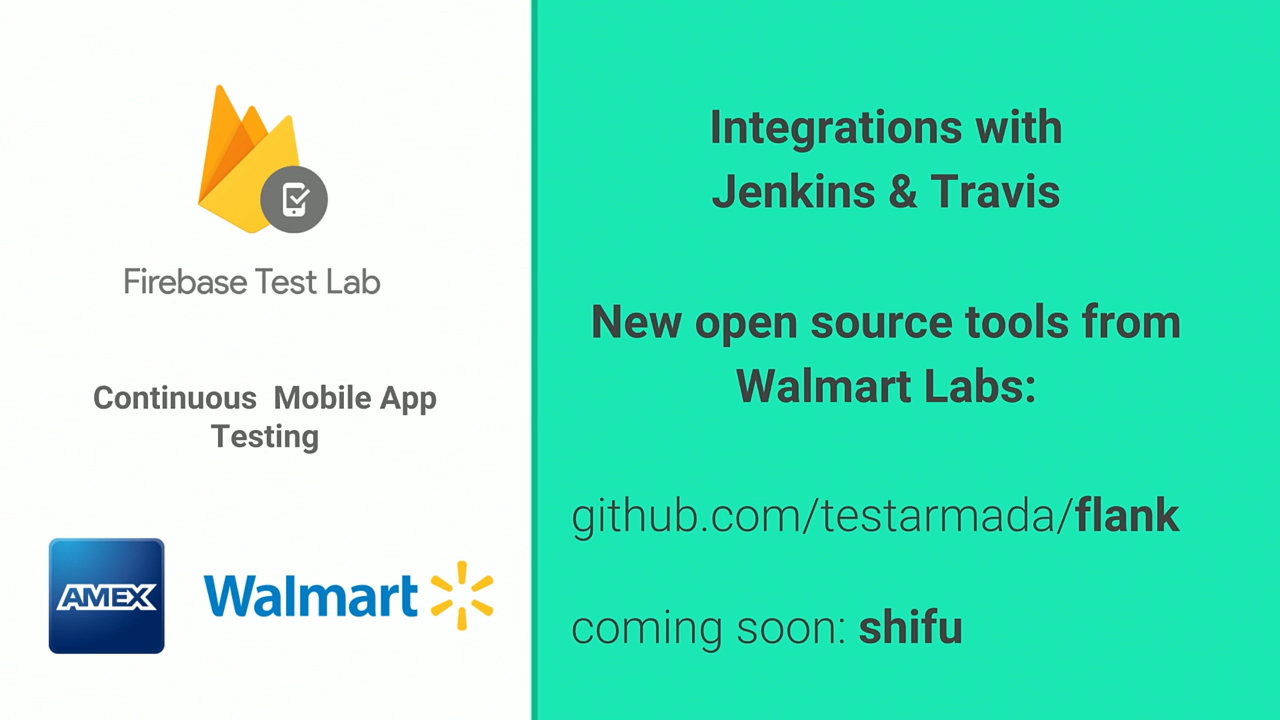 Firebase Test Lab
Continuous Mobile App
Testing
AMEX
Walmart
Integrations with
Jenkins & Travis
New open source tools from
Walmart Labs:
github.com/testarmada/flank
coming soon: shifu